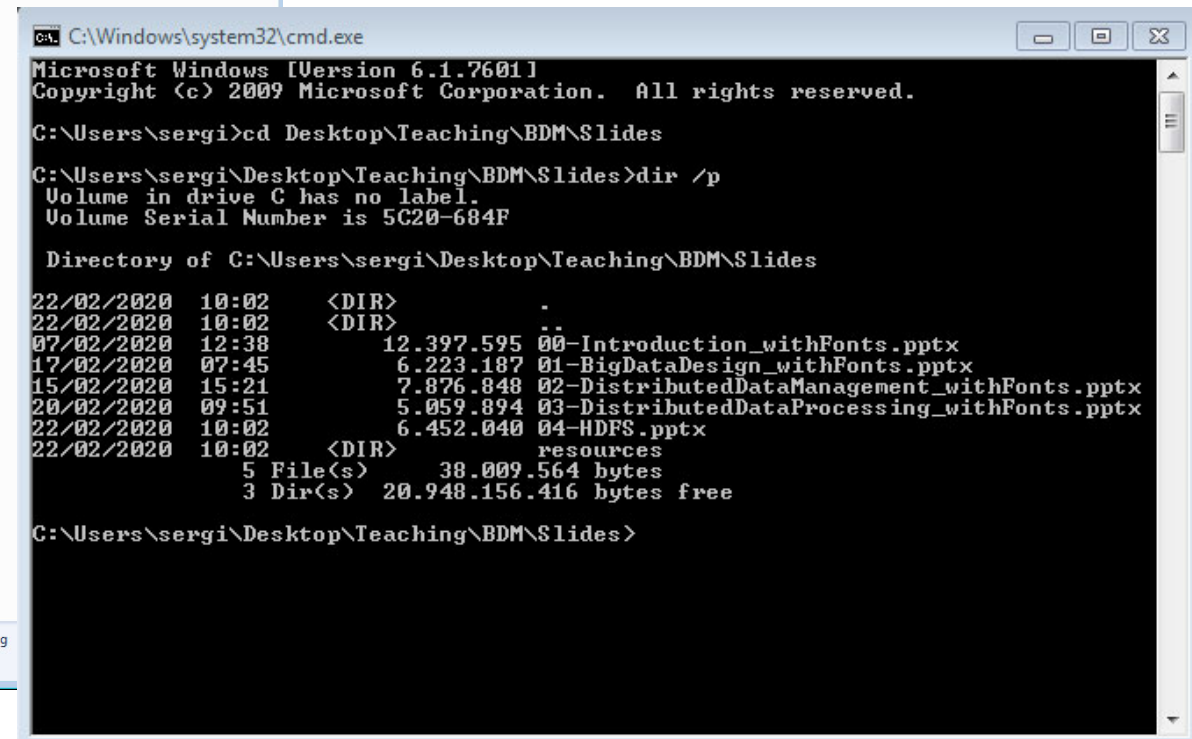 C:\Windows\system32\cmd.exe
Microsoft Windows [Version 6.1.7601]
Copyright (c) 2009 Microsoft Corporation.  All rights reserved.
C:\Users\sergi>cd Desktop\Teaching\BDM\Slides
C:\Users\sergi\Desktop\Teaching\BDM\Slides>dir /p
 Volume in drive C has no label.
 Volume Serial Number is 5C20-684F
 Directory of C:\Users\sergi\Desktop\Teaching\BDM\Slides
22/02/2020  10:02    <DIR>          .
22/02/2020  10:02    <DIR>          ..
07/02/2020  12:38        12.397.595 00-Introduction_withFonts.pptx
17/02/2020  07:45         6.223.187 01-BigDataDesign_withFonts.pptx
15/02/2020  15:21         7.876.848 02-DistributedDataManagement_withFonts.pptx
20/02/2020  09:51         5.059.894 03-DistributedDataProcessing_withFonts.pptx
22/02/2020  10:02         6.452.040 04-HDFS.pptx
22/02/2020  10:02    <DIR>          resources
               5 File(s)     38.009.564 bytes
               3 Dir(s)  20.948.156.416 bytes free
C:\Users\sergi\Desktop\Teaching\BDM\Slides>
g